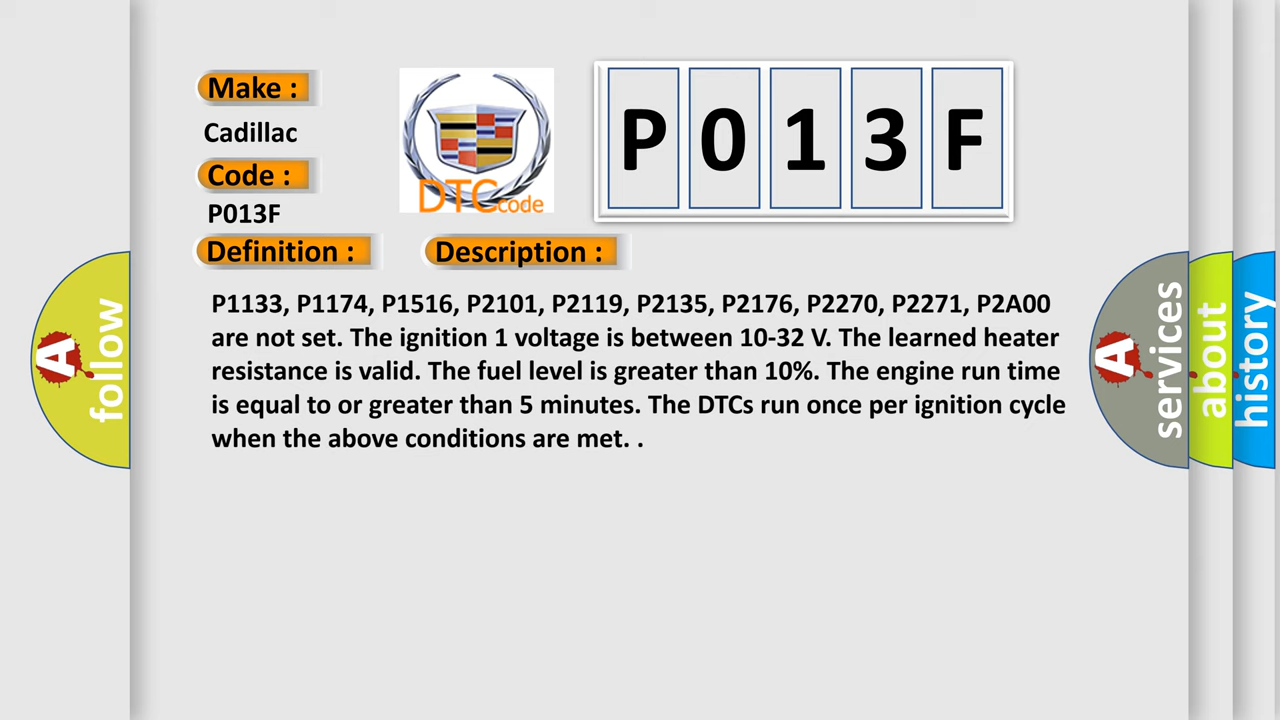 Make :
Cadillac
Code :
P013F
Definition :
Description :
DTCcode
P 0 1 3 F
P1133, P1174, P1516, P2101, P2119, P2135, P2176, P2270, P2271, P2A00
are not set. The ignition 1 voltage is between 10-32 V. The learned heater
resistance is valid. The fuel level is greater than 10%. The engine run time
is equal to or greater than 5 minutes. The DTCs run once per ignition cycle
when the above conditions are met. .
A follow
A services
about
history